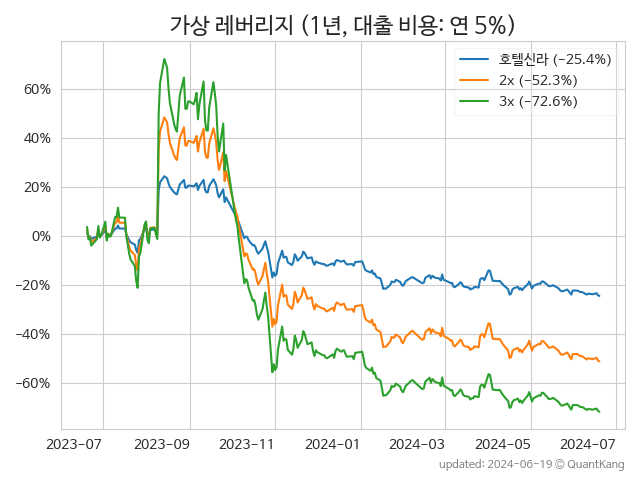 가상 레버리지 (1년, 대출 비용: 연 5%)
호텔신라 (-25.4%)
2x (-52.3%)
3x (-72.6%)
60%
40%
20%
0%
-20%
-40%
-60%
2023-07 2023-09 2023-11 2024-01 2024-03 2024-05 2024-07
updated: 2024-06-19 © QuantKang